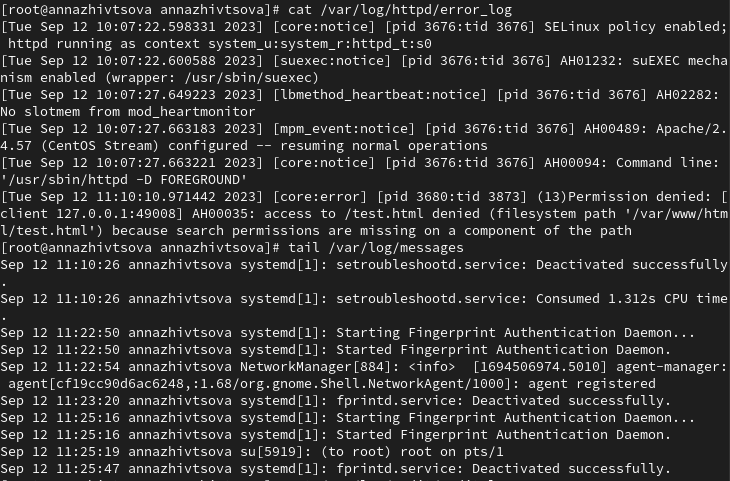 [root@annazhivtsova annazhivtsova]# cat /var/log/httpd/error_log
[Tue Sep 12 10:07:22.598331 2023] [core:notice] [pid 3676:tid 3676] SELinux policy enabled;
 httpd running as context system_u:system_r:httpd_t:s0
[Tue Sep 12 10:07:22.600588 2023] [suexec:notice] [pid 3676:tid 3676] AH01232: suEXEC mecha
nism enabled (wrapper: /usr/sbin/suexec)
[Tue Sep 12 10:07:27.649223 2023] [lbmethod_heartbeat:notice] [pid 3676:tid 3676] AH02282:
No slotmem from mod_heartmonitor
[Tue Sep 12 10:07:27.663183 2023] [mpm_event:notice] [pid 3676:tid 3676] AH00489: Apache/2.
4.57 (CentOS Stream) configured -- resuming normal operations
[Tue Sep 12 10:07:27.663221 2023] [core:notice] [pid 3676:tid 3676] AH00094: Command line:
'/usr/sbin/httpd -D FOREGROUND'
[Tue Sep 12 11:10:10.971442 2023] [core:error] [pid 3680:tid 3873] (13)Permission denied: [
client 127.0.0.1:49008] AH00035: access to /test.html denied (filesystem path '/var/www/htm
l/test.html') because search permissions are missing on a component of the path
[root@annazhivtsova annazhivtsova]# tail /var/log/messages
Sep 12 11:10:26 annazhivtsova systemd[1]: setroubleshootd.service: Deactivated successfully
.
Sep 12 11:10:26 annazhivtsova systemd[1]: setroubleshootd.service: Consumed 1.312s CPU time
.
Sep 12 11:22:50 annazhivtsova systemd[1]: Starting Fingerprint Authentication Daemon...
Sep 12 11:22:50 annazhivtsova systemd[1]: Started Fingerprint Authentication Daemon.
Sep 12 11:22:54 annazhivtsova NetworkManager[884]: <info>  [1694506974.5010] agent-manager:
 agent[cf19cc90d6ac6248,:1.68/org.gnome.Shell.NetworkAgent/1000]: agent registered
Sep 12 11:23:20 annazhivtsova systemd[1]: fprintd.service: Deactivated successfully.
Sep 12 11:25:16 annazhivtsova systemd[1]: Starting Fingerprint Authentication Daemon...
Sep 12 11:25:16 annazhivtsova systemd[1]: Started Fingerprint Authentication Daemon.
Sep 12 11:25:19 annazhivtsova su[5919]: (to root) root on pts/1
Sep 12 11:25:47 annazhivtsova systemd[1]: fprintd.service: Deactivated successfully.